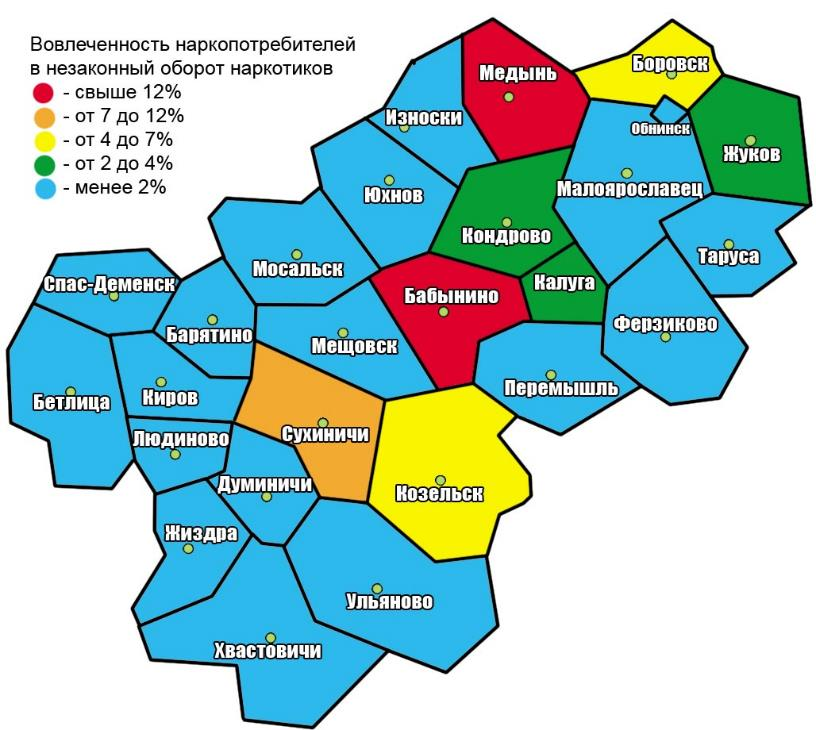 Вовлеченность наркопотребителей
в незаконный оборот наркотиков
- свыше 12%
- от 7 до 12%
- от 4 до 7%
- от 2 до 4%
- менее 2%
Боровск
Медынь
Износки
Обнинск
Жуков
Юхнов
Малоярославец
Кондрово
Таруса
Мосальск
Калуга
Спас-Деменск
Бабынино
Ферзиково
Барятино
Мещовск
Перемышль
Киров
Бетлица
Сухиничи
Людиново
Думиничи
Козельск
Жиздра
Ульяново
Хвастовичи